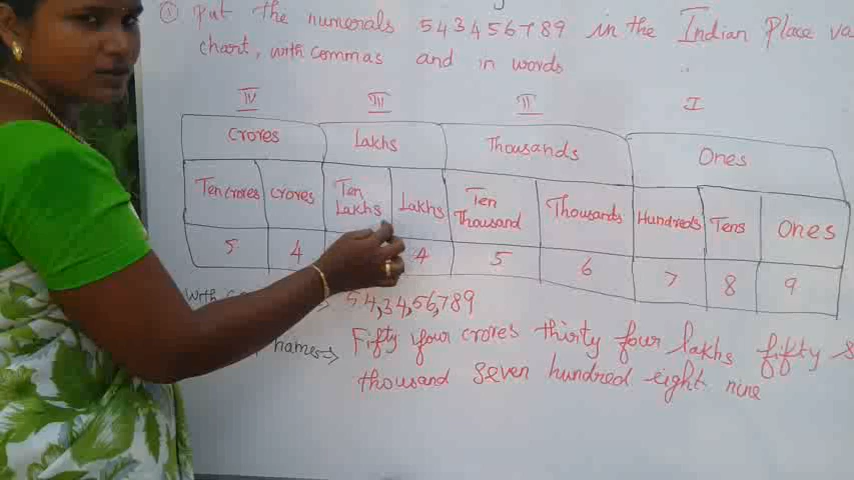 ① Put the numerals 543456789 in the Indian Place va
chart, with commas and in words
IV III II I
Crores Lakhs Thousands Ones
Ten crores crores Ten Lakhs Lakhs Ten Thousand Thousands Hundreds Tens Ones
5 4 4 5 6 7 8 9
With 54,34,56,789
names→ Fifty four crores thirty four lakhs fifty s
thousand seven hundred eight nine